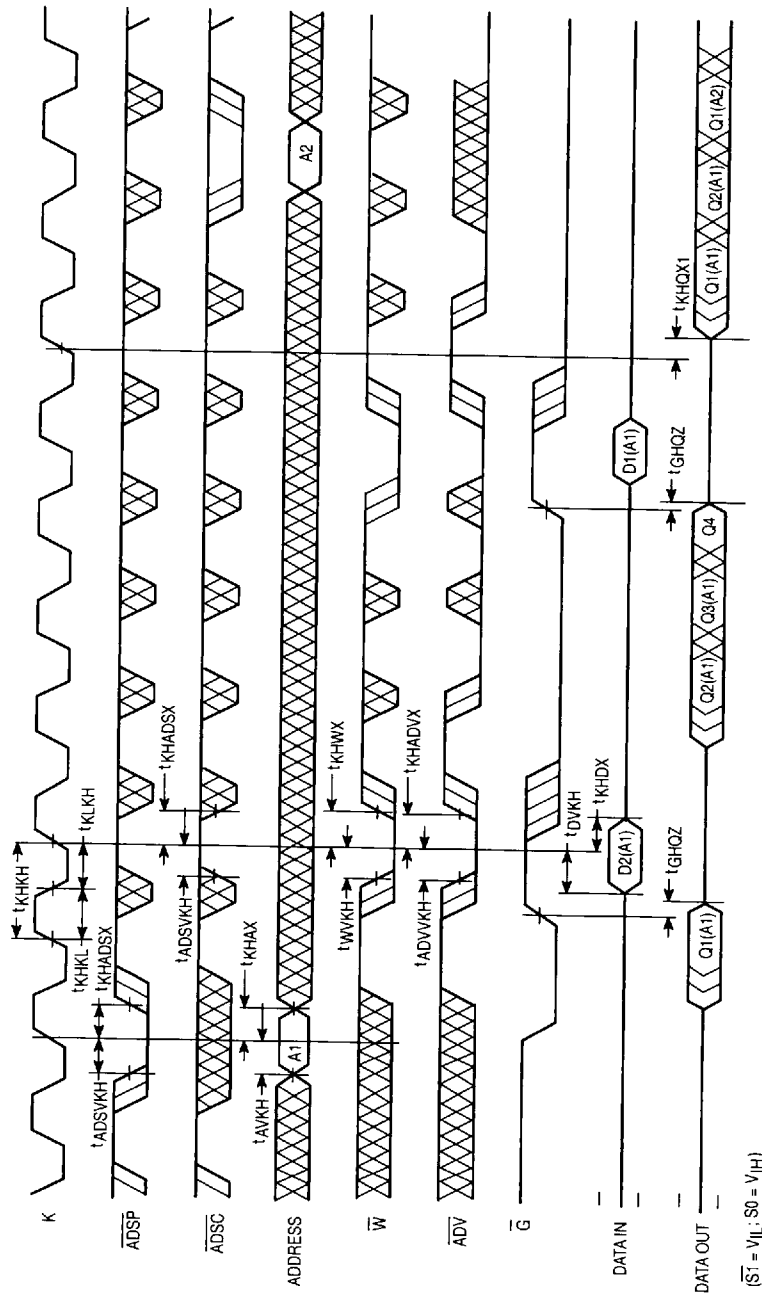 K
tKHKH
tKLKH
tKHKL
tKHADSX
tADSVKH
ADSP
tKHADSX
tADSVKH
ADSC
tKHAX
tAVKH
ADDRESS
A1
A2
tKHWX
tWVKH
W
tKHADVX
tADVVKH
ADV
G
tDVKH
tKHDX
DATA IN
D2(A1)
D1(A1)
tGHQZ
tGHQZ
tKHQX1
DATA OUT
Q1(A1)
Q2(A1)
Q3(A1)
Q4
Q1(A1)
Q2(A1)
Q1(A2)
(S1 = VIL; S0 = VIH)